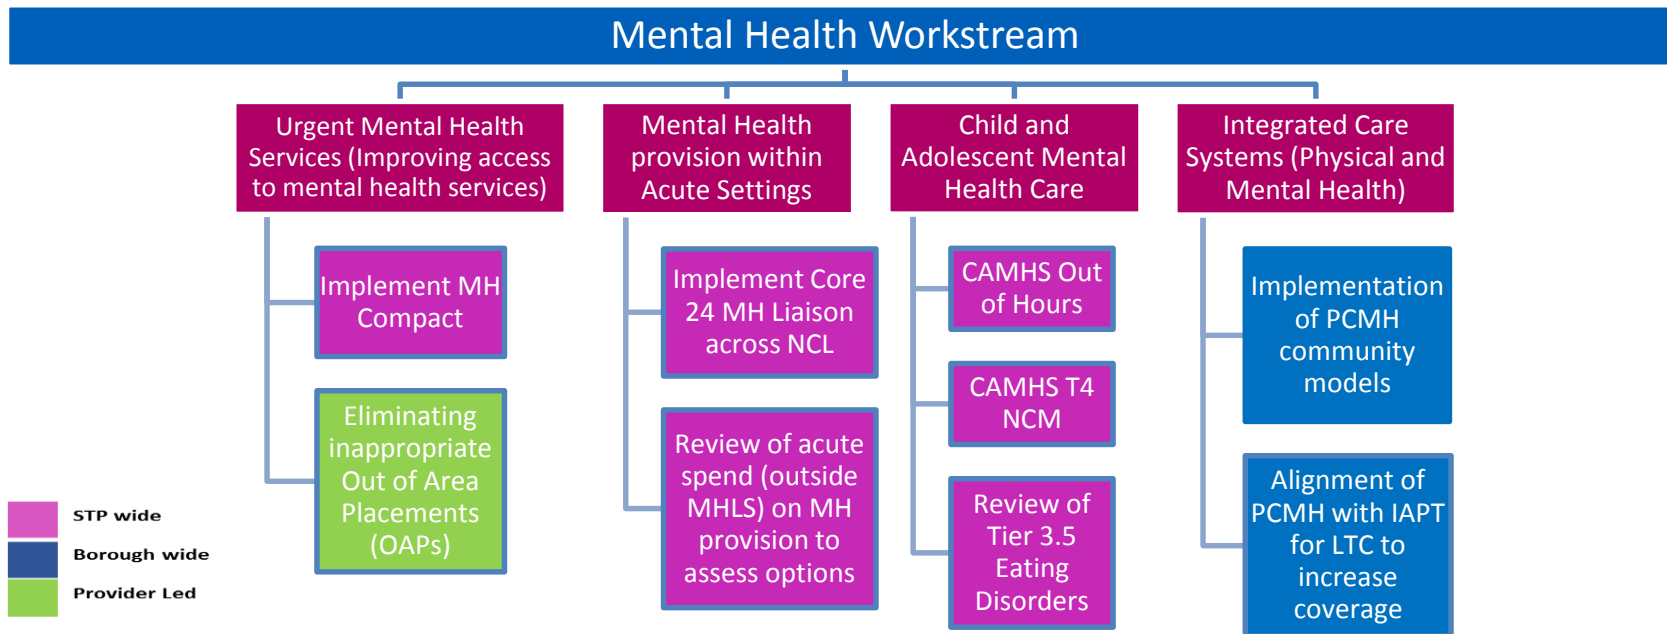 Mental Health Workstream
Urgent Mental Health
Services (Improving access
to mental health services)
Mental Health
provision within
Acute Settings
Child and
Adolescent Mental
Health Care
Integrated Care
Systems (Physical and
Mental Health)
Implement MH
Compact
Eliminating
inappropriate
Out of Area
Placements
(OAPs)
Implement Core
24 MH Liaison
across NCL
Review of acute
spend (outside
MHLS) on MH
provision to
assess options
CAMHS Out
of Hours
CAMHS T4
NCM
Review of
Tier 3.5
Eating
Disorders
Implementation
of PCMH
community
models
Alignment of
PCMH with IAPT
for LTC to
increase
coverage
STP wide
Borough wide
Provider Led